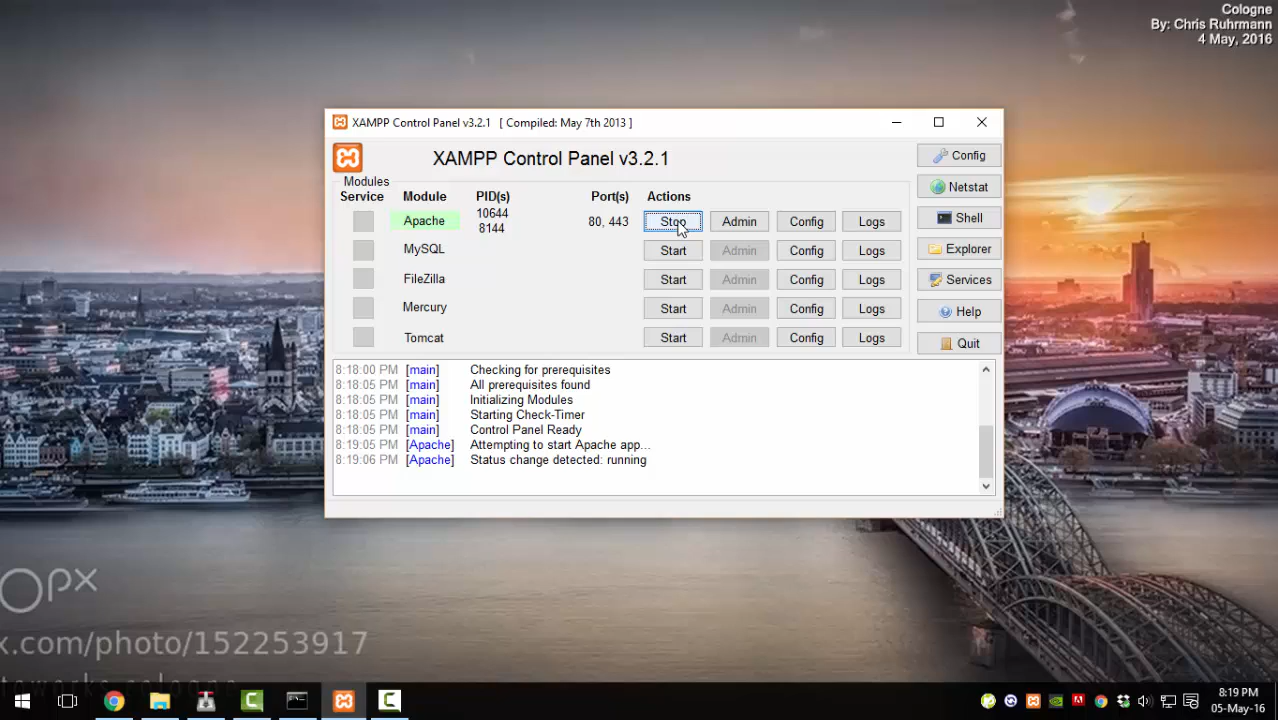 Cologne
By: Chris Ruhrmann
4 May, 2016
XAMPP Control Panel v3.2.1 [ Compiled: May 7th 2013 ]
XAMPP Control Panel v3.2.1
Config
Modules
Service Module PID(s) Port(s) Actions
Netstat
Apache 10644 8144 80, 443 Stop Admin Config Logs
Shell
MySQL Start Admin Config Logs
Explorer
FileZilla Start Admin Config Logs
Services
Mercury Start Admin Config Logs
Help
Tomcat Start Admin Config Logs
Quit
8:18:00 PM [main] Checking for prerequisites
8:18:05 PM [main] All prerequisites found
8:18:05 PM [main] Initializing Modules
8:18:05 PM [main] Starting Check-Timer
8:18:05 PM [main] Control Panel Ready
8:19:05 PM [Apache] Attempting to start Apache app...
8:19:06 PM [Apache] Status change detected: running
px
x.com/photo/152253917
8:19 PM
05-May-16